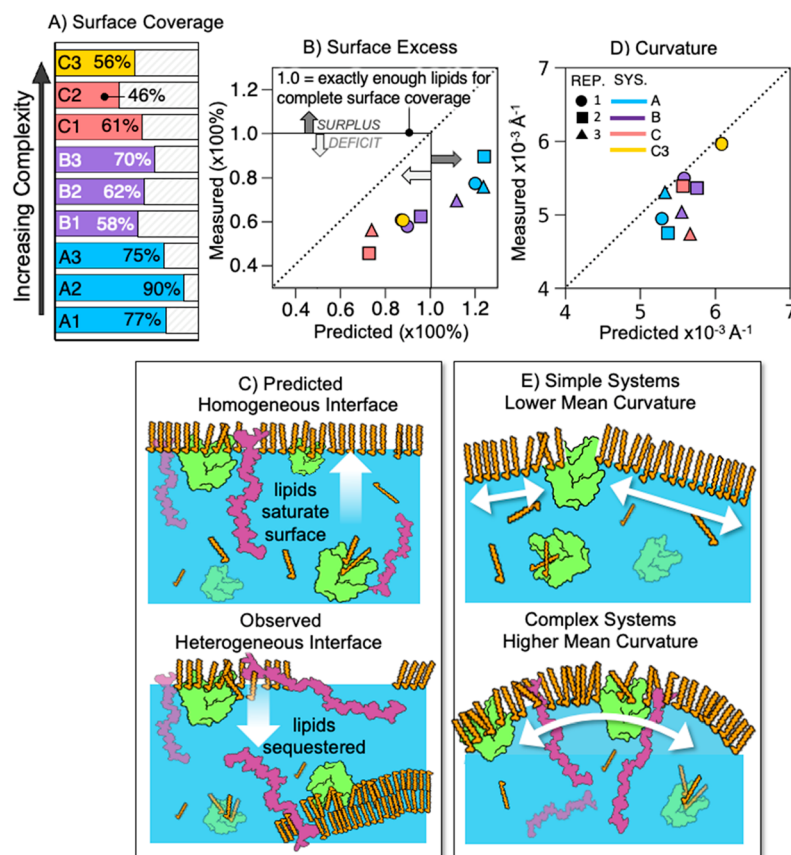 A) Surface Coverage
Increasing Complexity
C3 56%
C2 46%
C1 61%
B3 70%
B2 62%
B1 58%
A3 75%
A2 90%
A1 77%
B) Surface Excess
1.0 = exactly enough lipids for
complete surface coverage
SURPLUS
DEFICIT
Measured (x100%)
1.2
1.0
0.8
0.6
0.4
0.4 0.6 0.8 1.0 1.2
Predicted (x100%)
D) Curvature
REP. SYS.
1 A
2 B
3 C
C3
Measured x10-3 Å-1
7
6
5
4
4 5 6 7
Predicted x10-3 Å-1
C) Predicted
Homogeneous Interface
lipids
saturate
surface
Observed
Heterogeneous Interface
lipids
sequestered
E) Simple Systems
Lower Mean Curvature
Complex Systems
Higher Mean Curvature